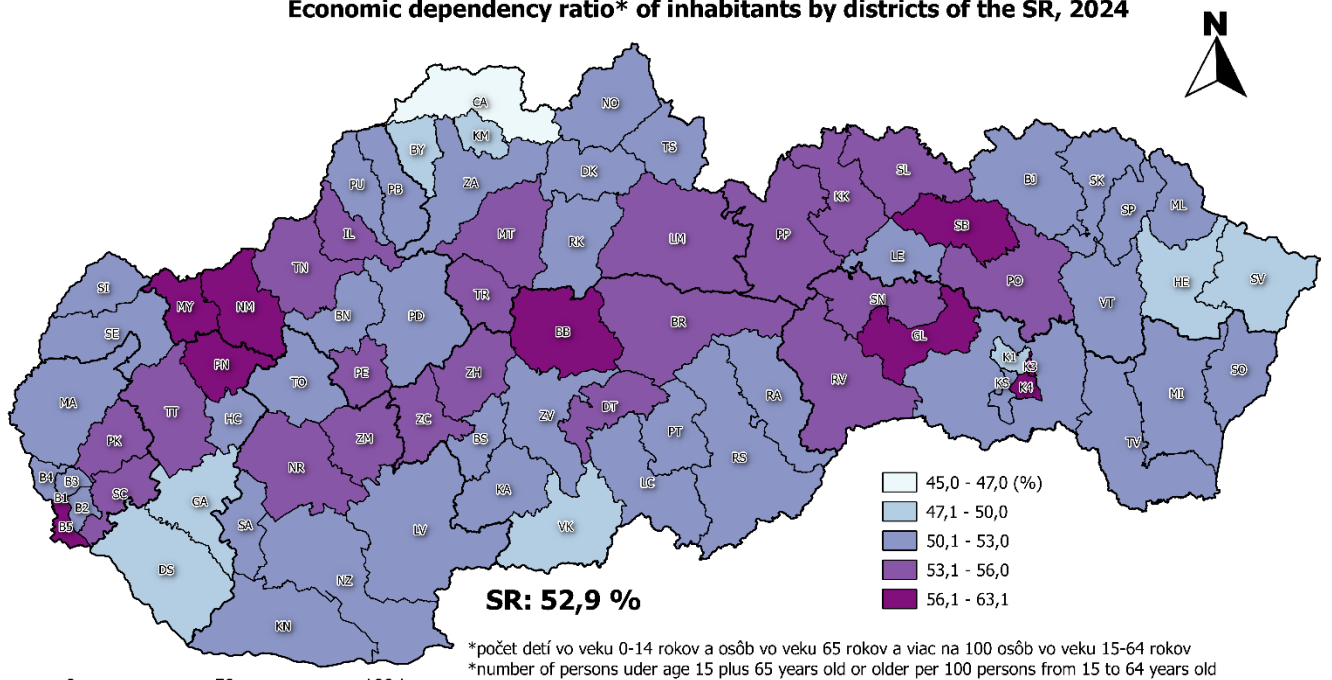 Economic dependency ratio* of inhabitants by districts of the SR, 2024
N
CA
NO
KM
BY
TS
DK
PU
PB
ZA
SL
BJ
SK
KK
SP
ML
IL
MT
RK
LM
PP
SB
LE
TN
PO
HE
SV
SI
MY
NM
TR
SN
VT
BN
PD
BR
SE
BB
GL
PN
K1
K3
PE
ZH
RV
KS
K4
SO
TO
MI
MA
TT
HC
ZC
ZV
DT
RA
PK
ZM
BS
PT
TV
NR
RS
B4
B3
B1
SC
B2
GA
KA
LC
B5
SA
LV
VK
DS
NZ
KN
45,0 - 47,0 (%)
47,1 - 50,0
50,1 - 53,0
53,1 - 56,0
56,1 - 63,1
SR: 52,9 %
*počet detí vo veku 0-14 rokov a osôb vo veku 65 rokov a viac na 100 osôb vo veku 15-64 rokov
*number of persons uder age 15 plus 65 years old or older per 100 persons from 15 to 64 years old